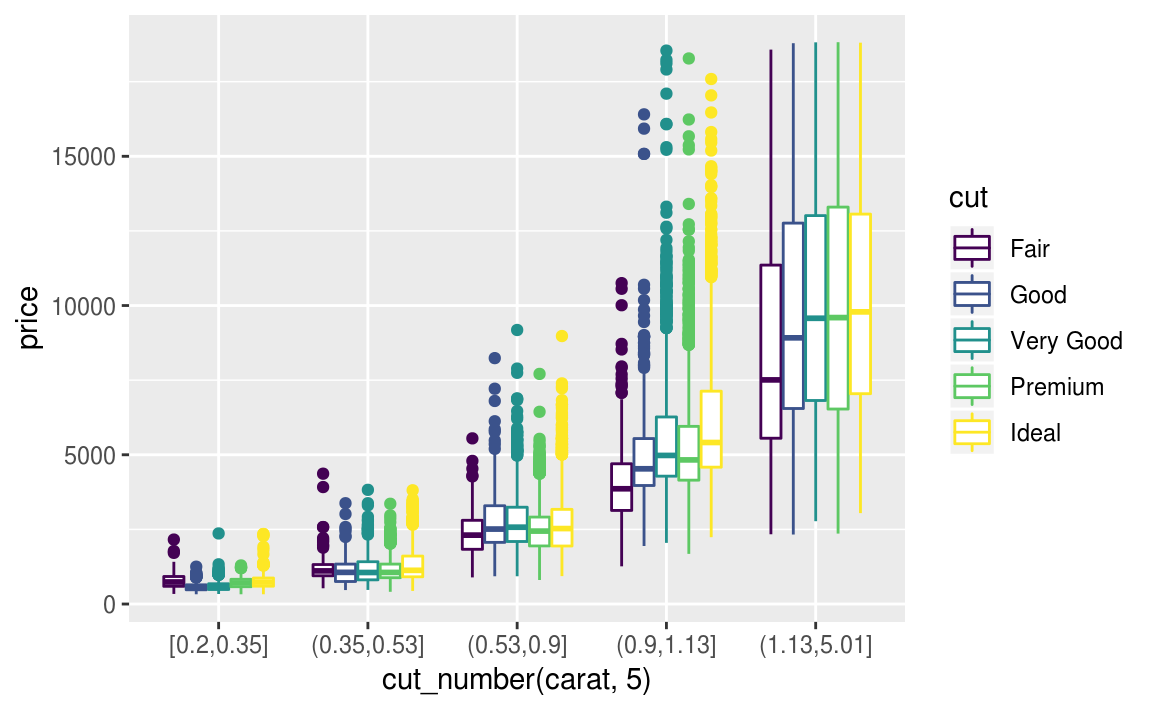 price
15000
10000
5000
0
[0.2,0.35] (0.35,0.53] (0.53,0.9] (0.9,1.13] (1.13,5.01]
cut_number(carat, 5)
cut
Fair
Good
Very Good
Premium
Ideal